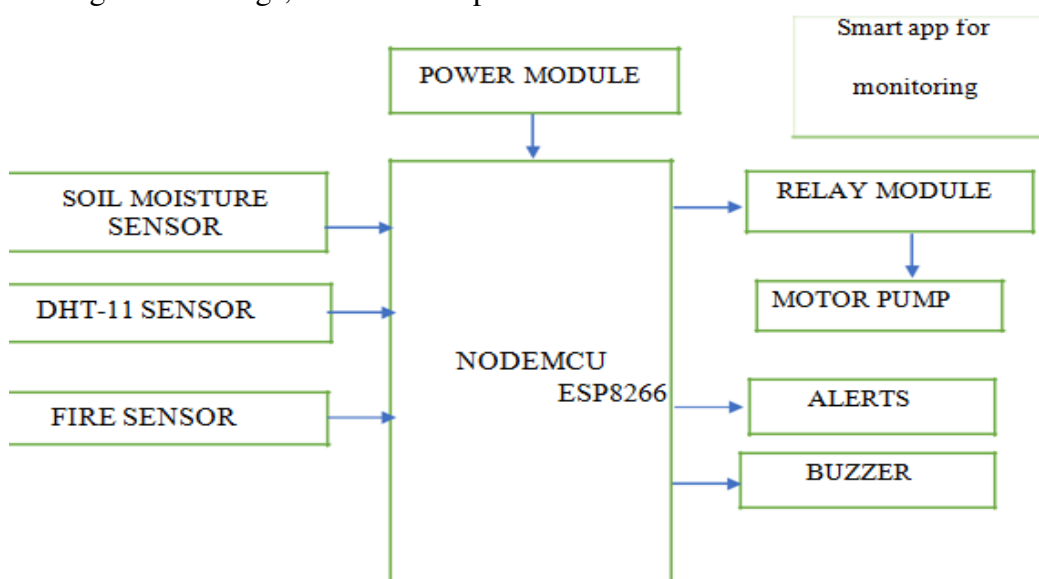 POWER MODULE
Smart app for
monitoring
SOIL MOISTURE
SENSOR
DHT-11 SENSOR
FIRE SENSOR
NODEMCU
ESP8266
RELAY MODULE
MOTOR PUMP
ALERTS
BUZZER